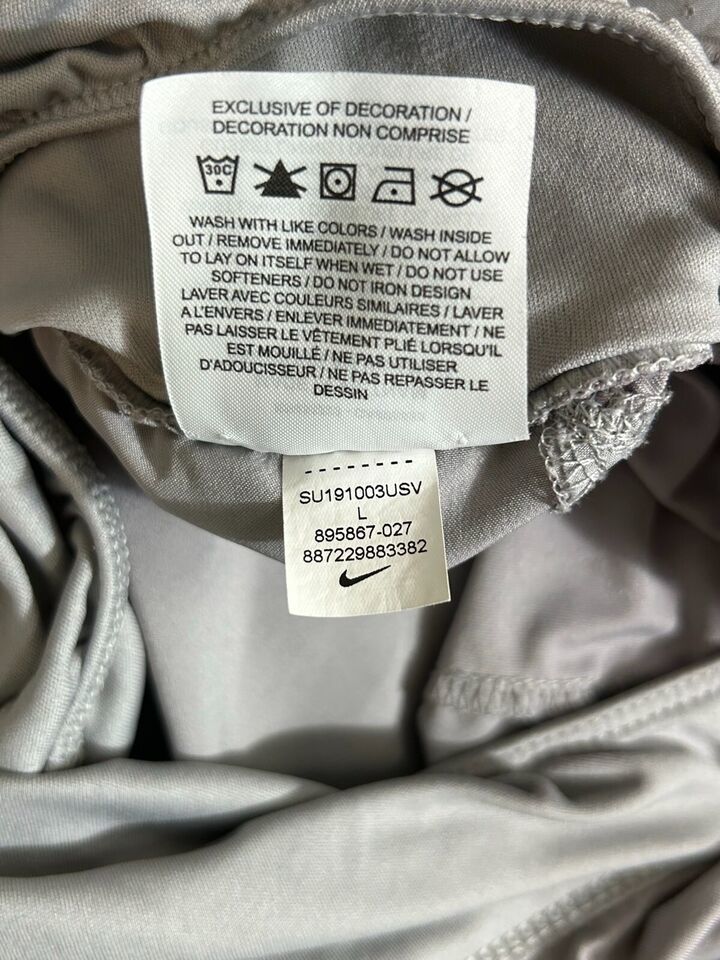 EXCLUSIVE OF DECORATION /
DECORATION NON COMPRISE
30C
WASH WITH LIKE COLORS / WASH INSIDE
OUT / REMOVE IMMEDIATELY / DO NOT ALLOW
TO LAY ON ITSELF WHEN WET / DO NOT USE
SOFTENERS / DO NOT IRON DESIGN
LAVER AVEC COULEURS SIMILAIRES / LAVER
A L'ENVERS / ENLEVER IMMEDIATEMENT / NE
PAS LAISSER LE VÊTEMENT PLIÉ LORSQU'IL
EST MOUILLÉ / NE PAS UTILISER
D'ADOUCISSEUR / NE PAS REPASSER LE
DESSIN
SU191003USV
L
895867-027
887229883382